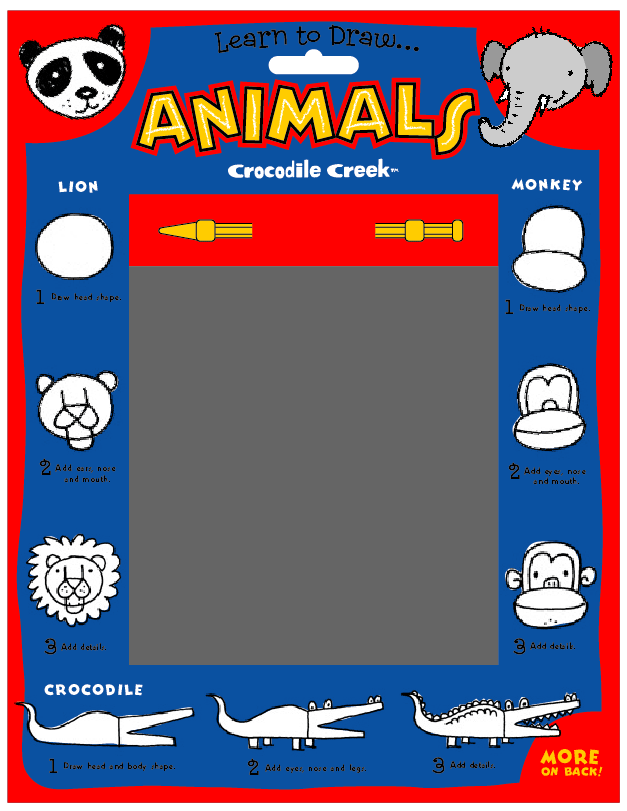 Learn to Draw...
ANIMALS
Crocodile Creek™
LION
1 Draw head shape.
2 Add ears, nose
and mouth.
3 Add details.
MONKEY
1 Draw head shape.
2 Add eyes, nose
and mouth.
3 Add details.
CROCODILE
1 Draw head and body shape.
2 Add eyes, nose and legs.
3 Add details.
MORE
ON BACK!